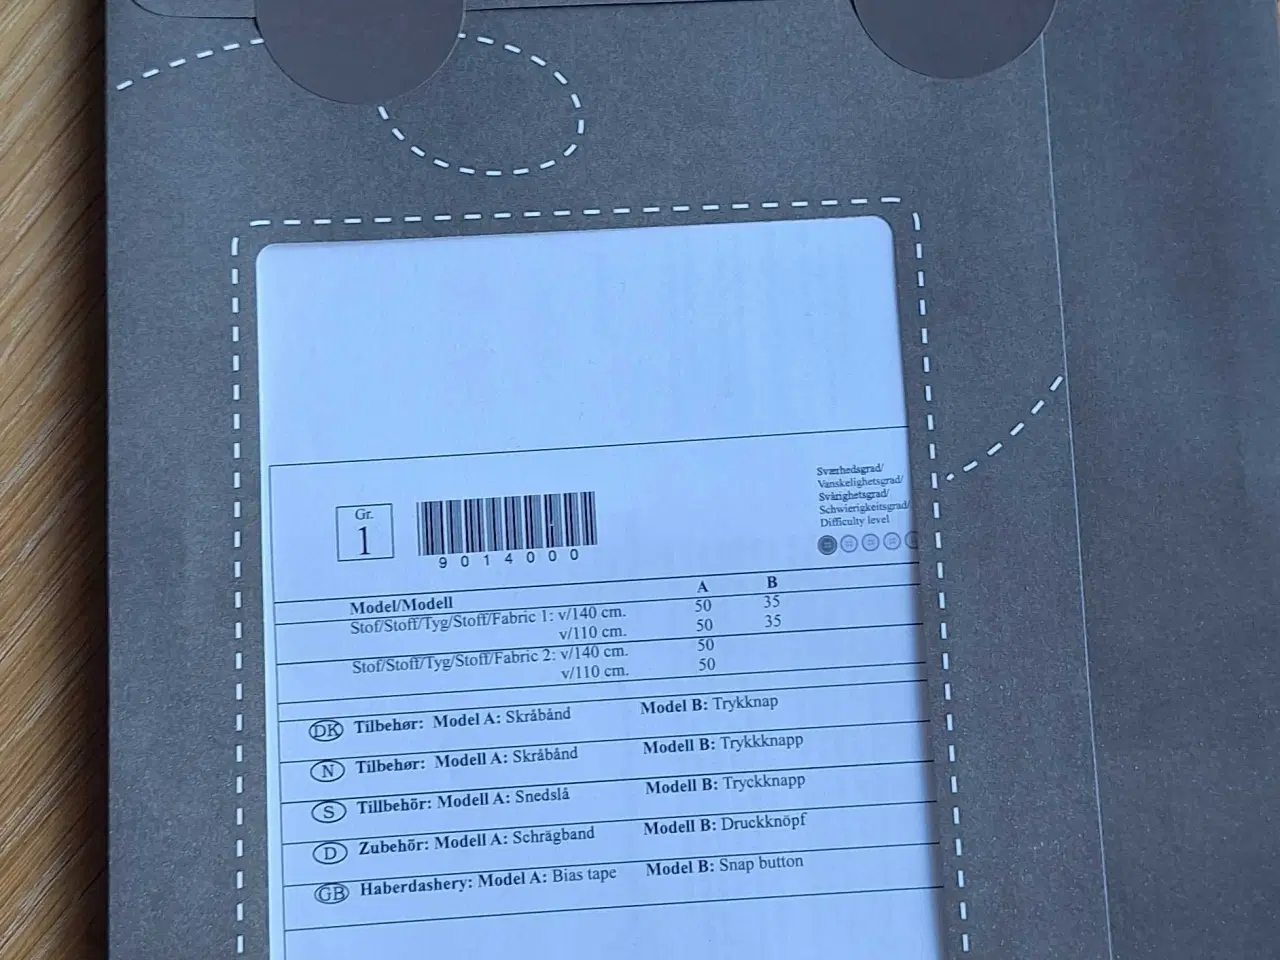 Gr.
1
9014000
Sværhedsgrad/
Vanskelighetsgrad/
Svårighetsgrad/
Schwierigkeitsgrad/
Difficulty level
Model/Modell A B
Stof/Stoff/Tyg/Stoff/Fabric 1: v/140 cm. 50 35
v/110 cm. 50 35
Stof/Stoff/Tyg/Stoff/Fabric 2: v/140 cm. 50
v/110 cm. 50
DK Tilbehør: Model A: Skråbånd Model B: Trykknap
N Tilbehør: Modell A: Skråbånd Modell B: Trykkknapp
S Tillbehör: Modell A: Snedslå Modell B: Tryckknapp
D Zubehör: Modell A: Schrägband Modell B: Druckknöpf
GB Haberdashery: Model A: Bias tape Model B: Snap button